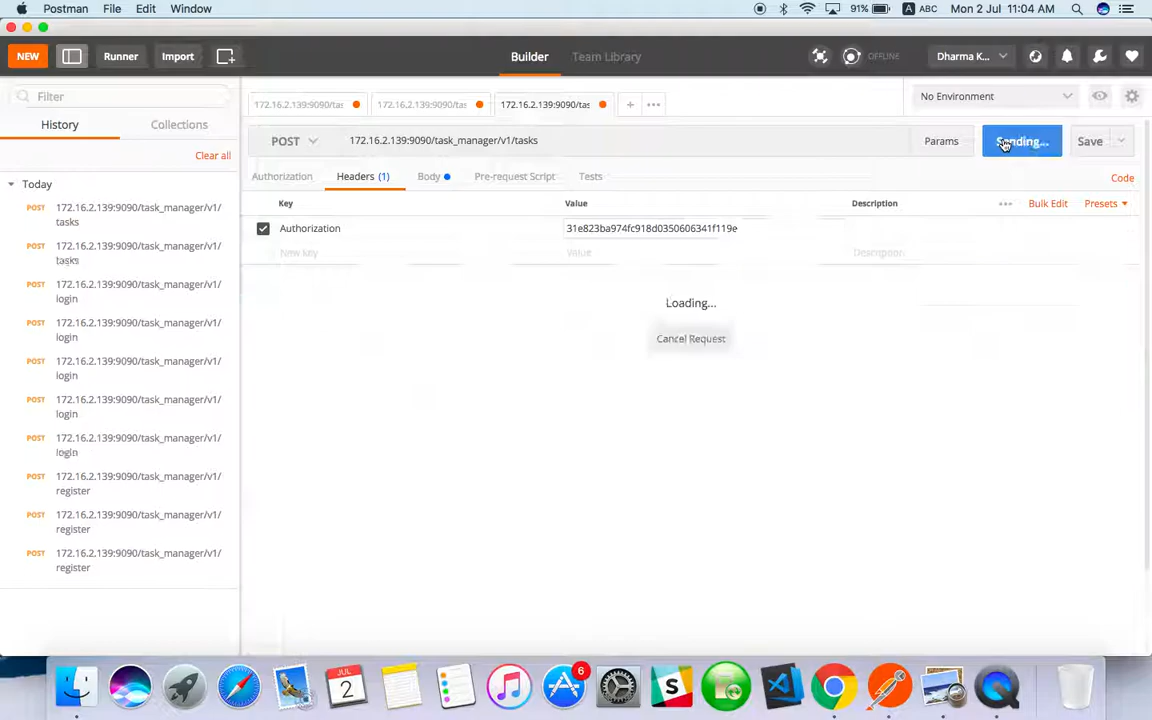 Postman File Edit Window 91% A ABC Mon 2 Jul 11:04 AM
NEW Runner Import Builder Team Library OFFLINE Dharma K...
Filter
172.16.2.139:9090/tas 172.16.2.139:9090/tas 172.16.2.139:9090/tas + ... No Environment
History Collections
POST 172.16.2.139:9090/task_manager/v1/tasks Params Sending... Save
Clear all
Authorization Headers (1) Body Pre-request Script Tests Code
Key Value Description ... Bulk Edit Presets
Authorization 31e823ba974fc918d0350606341f119e
New key Value Description
Loading...
Cancel Request
Today
POST 172.16.2.139:9090/task_manager/v1/
tasks
POST 172.16.2.139:9090/task_manager/v1/
tasks
POST 172.16.2.139:9090/task_manager/v1/
login
POST 172.16.2.139:9090/task_manager/v1/
login
POST 172.16.2.139:9090/task_manager/v1/
login
POST 172.16.2.139:9090/task_manager/v1/
login
POST 172.16.2.139:9090/task_manager/v1/
login
POST 172.16.2.139:9090/task_manager/v1/
register
POST 172.16.2.139:9090/task_manager/v1/
register
POST 172.16.2.139:9090/task_manager/v1/
register
JUL
2
6